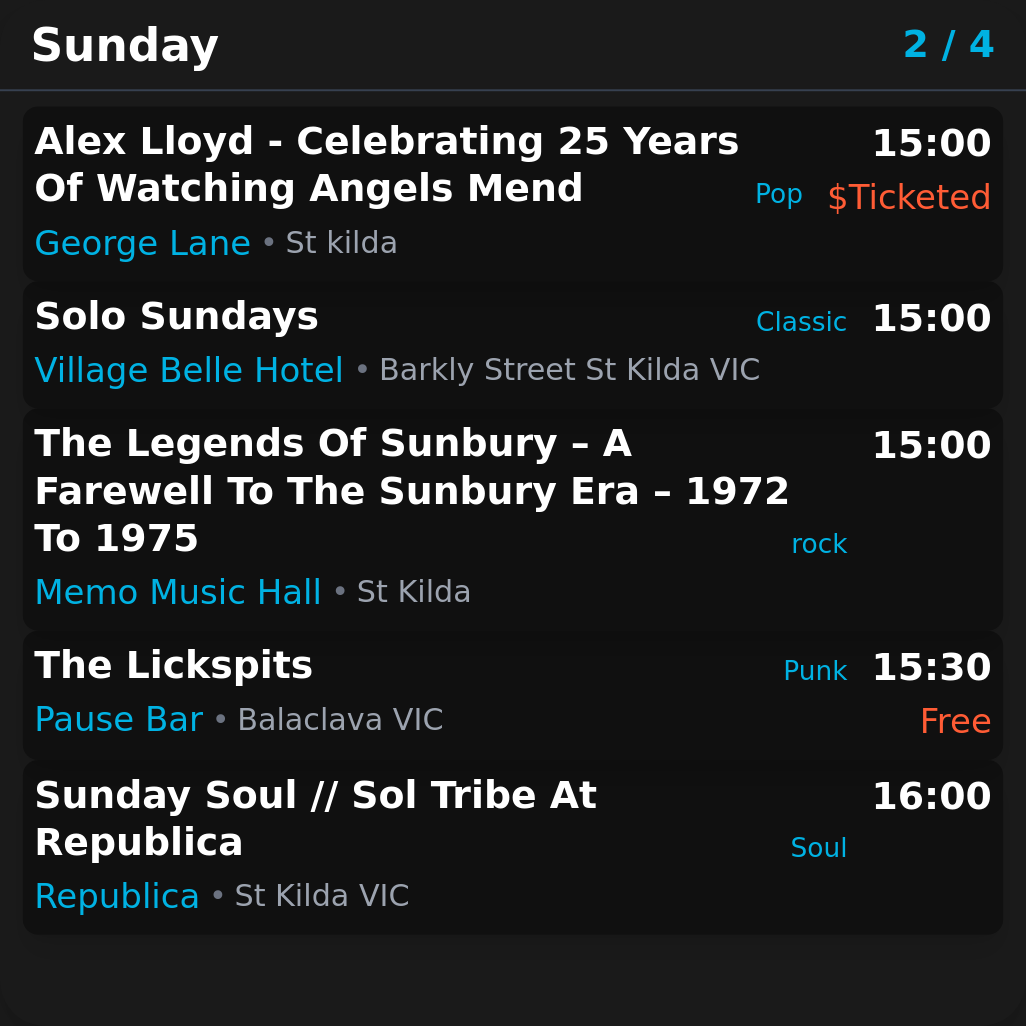 Sunday 2 / 4
Alex Lloyd - Celebrating 25 Years 15:00
Of Watching Angels Mend Pop $Ticketed
George Lane • St kilda
Solo Sundays Classic 15:00
Village Belle Hotel • Barkly Street St Kilda VIC
The Legends Of Sunbury – A 15:00
Farewell To The Sunbury Era – 1972
To 1975 rock
Memo Music Hall • St Kilda
The Lickspits Punk 15:30
Pause Bar • Balaclava VIC Free
Sunday Soul // Sol Tribe At 16:00
Republica Soul
Republica • St Kilda VIC